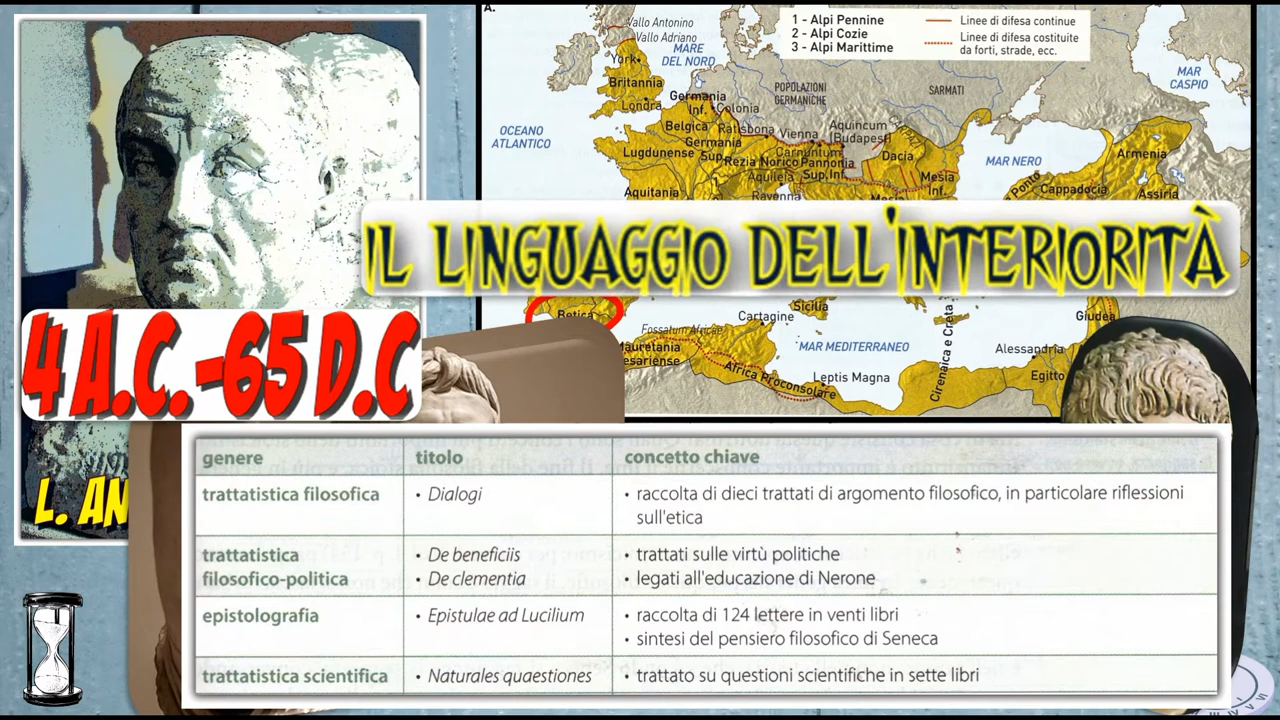 A.
Vallo Antonino
Vallo Adriano
MARE
DEL NORD
York
Britannia
Londra
1 - Alpi Pennine
2 - Alpi Cozie
3 - Alpi Marittime
Linee di difesa continue
Linee di difesa costituite
da forti, strade, ecc.
OCEANO
ATLANTICO
Germania
Inf.
Colonia
POPOLAZIONI
GERMANICHE
SARMATI
MAR
CASPIO
Belgica
Ratisbona
Vienna
Aquincum
(Budapest)
CARPAZI
Germania
Sup.
Lugdunense
Rezia
Norico
Carnuntum
Pannonia
Sup.
Inf.
Dacia
MAR NERO
Armenia
Aquitania
Aquileia
Ravenna
Mesia
Inf.
Mesia
Ponto
Cappadocia
Assiria
IL LINGUAGGIO DELL'INTERIORITÀ
4 A.C. -65 D.C
Betica
Fossatum Africae
Mauretania
Cartagine
Sicilia
MAR MEDITERRANEO
Africa Proconsolare
Leptis Magna
Cirenaica e Creta
Giudea
Alessandria
Egitto
L. AN
genere titolo concetto chiave
trattatistica filosofica • Dialogi • raccolta di dieci trattati di argomento filosofico, in particolare riflessioni
sull'etica
trattatistica • De beneficiis • trattati sulle virtù politiche
filosofico-politica • De clementia • legati all'educazione di Nerone
epistolografia • Epistulae ad Lucilium • raccolta di 124 lettere in venti libri
• sintesi del pensiero filosofico di Seneca
trattatistica scientifica • Naturales quaestiones • trattato su questioni scientifiche in sette libri